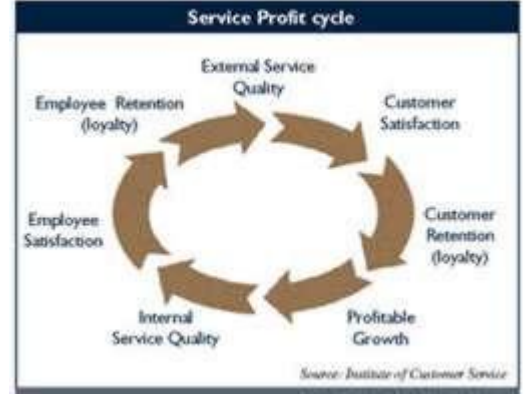 Service Profit cycle
External Service
Quality
Customer
Satisfaction
Customer
Retention
(loyalty)
Profitable
Growth
Internal
Service Quality
Employee
Satisfaction
Employee Retention
(loyalty)
Source: Institute of Customer Service